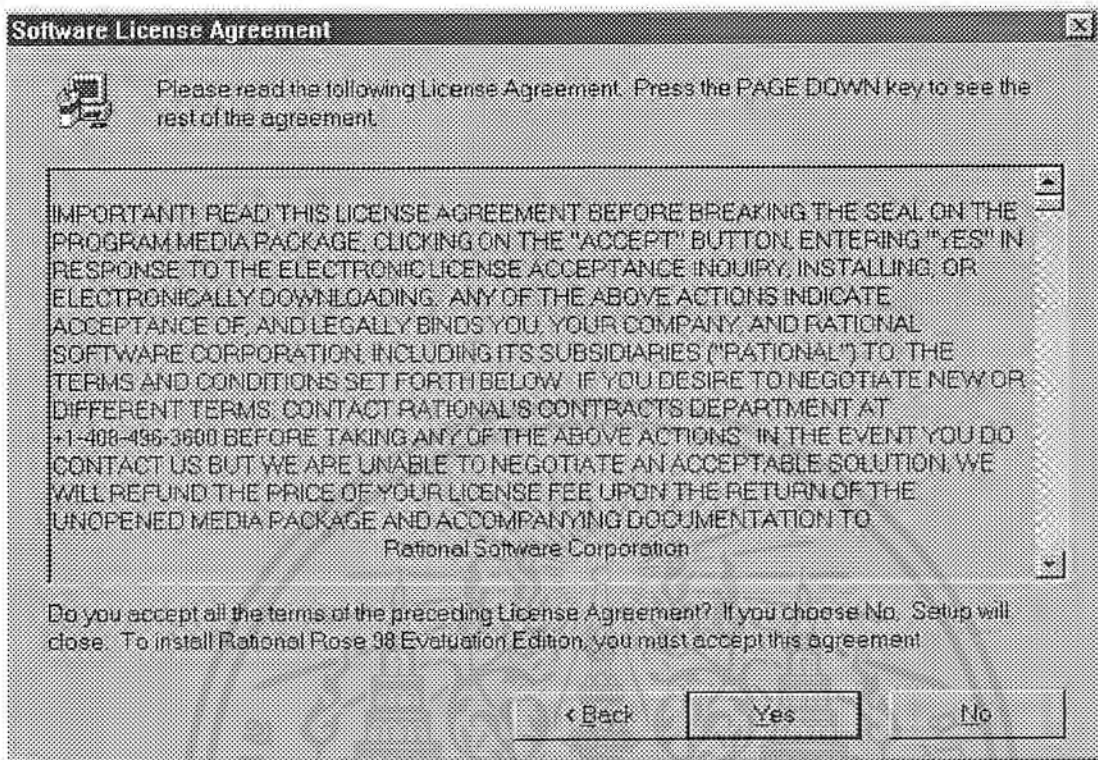 Software License Agreement
Please read the following License Agreement. Press the PAGE DOWN key to see the
rest of the agreement.
IMPORTANT! READ THIS LICENSE AGREEMENT BEFORE BREAKING THE SEAL ON THE
PROGRAM MEDIA PACKAGE, CLICKING ON THE "ACCEPT" BUTTON, ENTERING "YES" IN
RESPONSE TO THE ELECTRONIC LICENSE ACCEPTANCE INQUIRY, INSTALLING, OR
ELECTRONICALLY DOWNLOADING. ANY OF THE ABOVE ACTIONS INDICATE
ACCEPTANCE OF, AND LEGALLY BINDS YOU, YOUR COMPANY, AND RATIONAL
SOFTWARE CORPORATION, INCLUDING ITS SUBSIDIARIES ("RATIONAL") TO, THE
TERMS AND CONDITIONS SET FORTH BELOW. IF YOU DESIRE TO NEGOTIATE NEW OR
DIFFERENT TERMS, CONTACT RATIONAL'S CONTRACTS DEPARTMENT AT
+1-408-496-3600 BEFORE TAKING ANY OF THE ABOVE ACTIONS. IN THE EVENT YOU DO
CONTACT US BUT WE ARE UNABLE TO NEGOTIATE AN ACCEPTABLE SOLUTION, WE
WILL REFUND THE PRICE OF YOUR LICENSE FEE UPON THE RETURN OF THE
UNOPENED MEDIA PACKAGE AND ACCOMPANYING DOCUMENTATION TO
Rational Software Corporation
Do you accept all the terms of the preceding License Agreement? If you choose No, Setup will
close. To install Rational Rose 98 Evaluation Edition, you must accept this agreement.
< Back Yes No